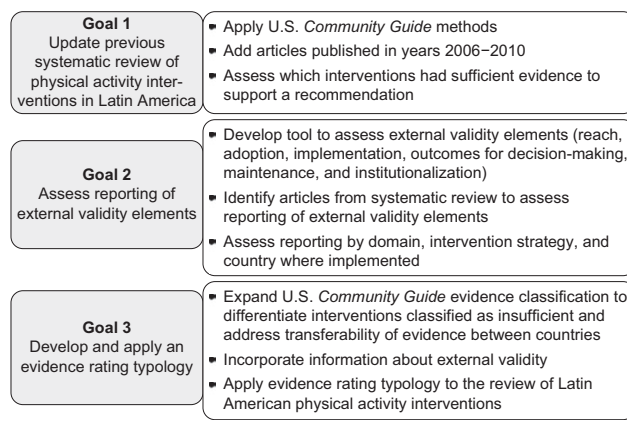 Goal 1
Update previous
systematic review of
physical activity inter-
ventions in Latin America
Apply U.S. Community Guide methods
Add articles published in years 2006−2010
Assess which interventions had sufficient evidence to
support a recommendation
Goal 2
Assess reporting of
external validity elements
Develop tool to assess external validity elements (reach,
adoption, implementation, outcomes for decision-making,
maintenance, and institutionalization)
Identify articles from systematic review to assess
reporting of external validity elements
Assess reporting by domain, intervention strategy, and
country where implemented
Goal 3
Develop and apply an
evidence rating typology
Expand U.S. Community Guide evidence classification to
differentiate interventions classified as insufficient and
address transferability of evidence between countries
Incorporate information about external validity
Apply evidence rating typology to the review of Latin
American physical activity interventions